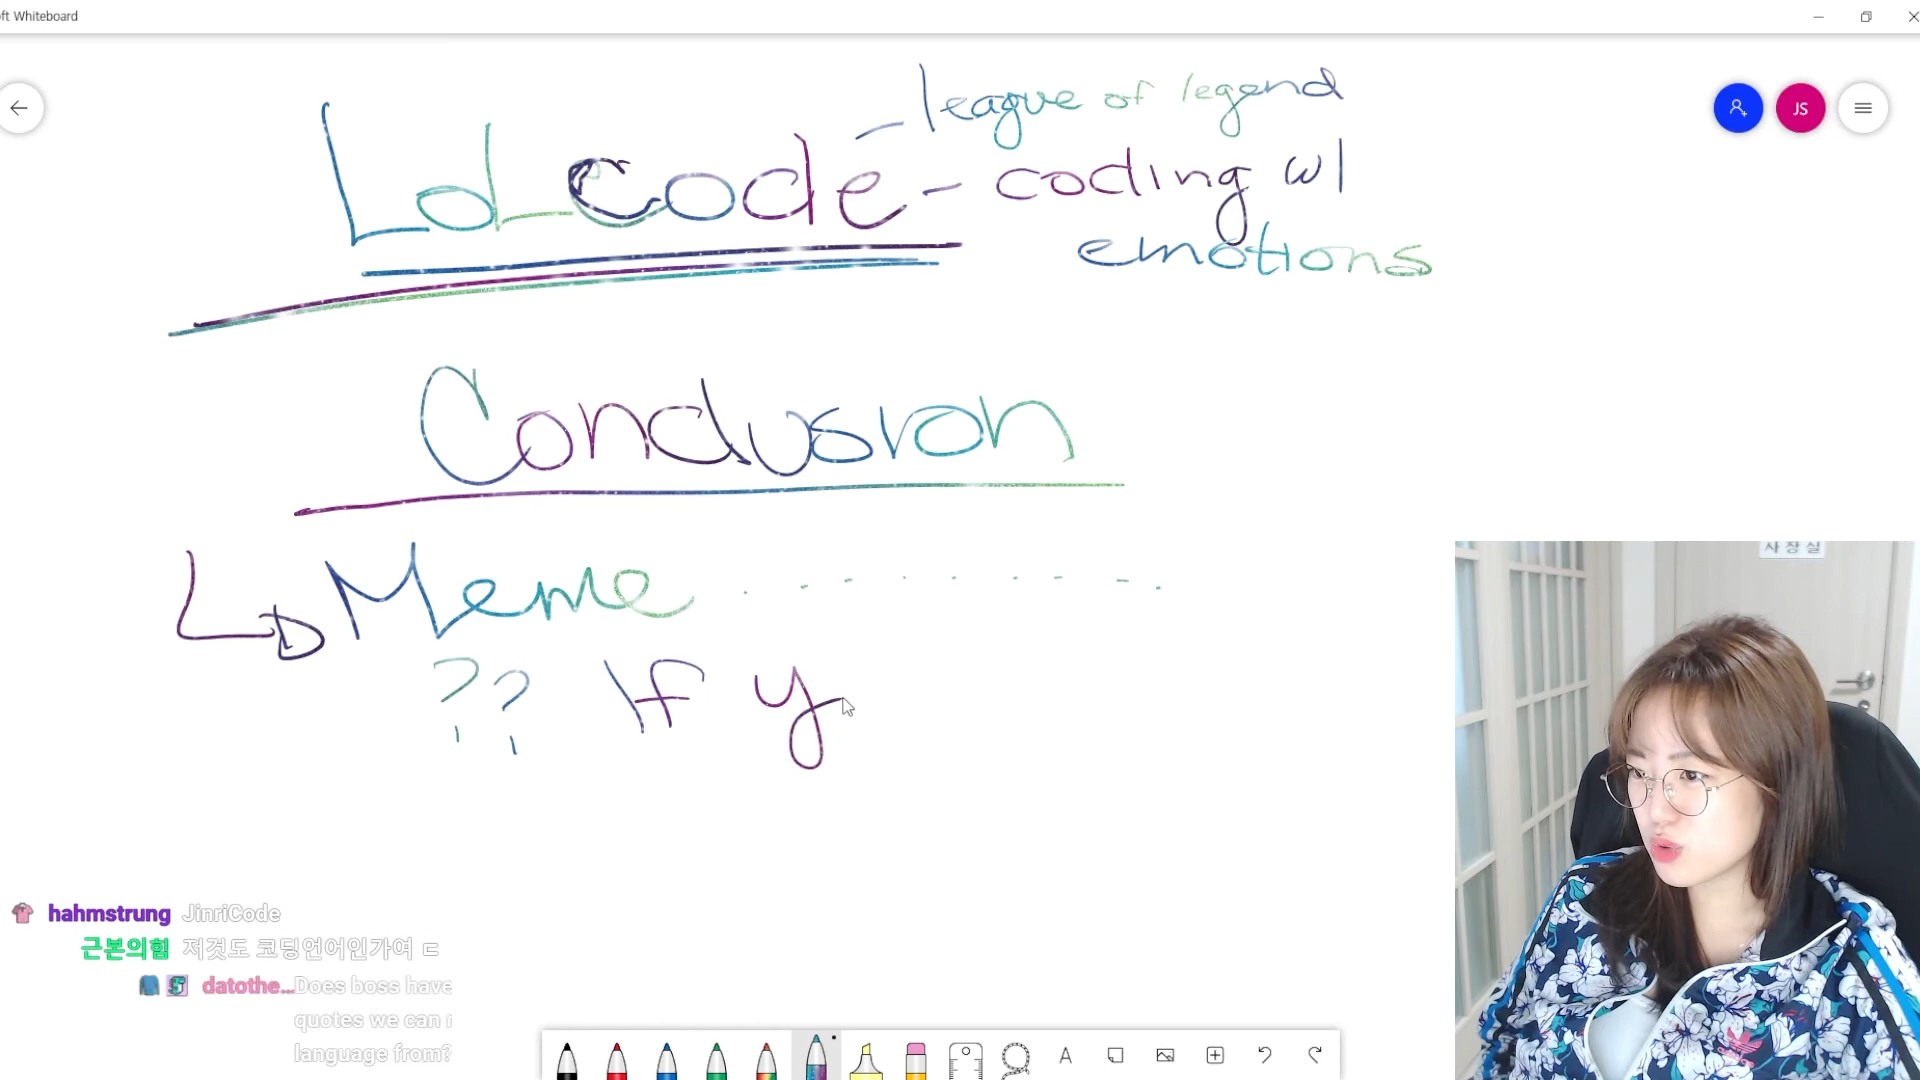 ft Whiteboard
LOLCode
- league of legend
- coding w/
emotions
JS
Conclusion
Meme ..........
?? If y
사장실
hahmstrung JinriCode
근본의힘 저것도 코딩언어인가여 ㄷ
datothe...Does boss have
quotes we can
language from?
A